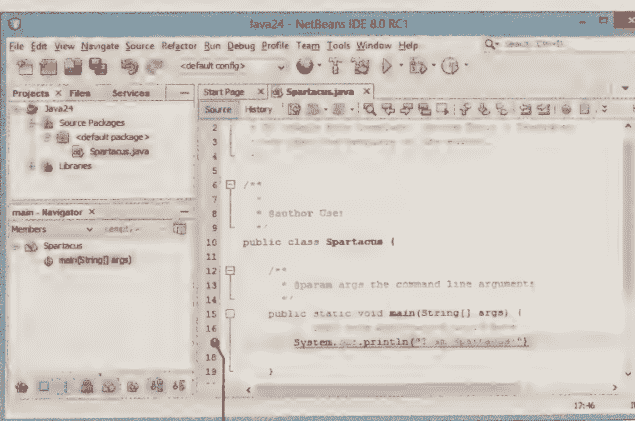 Java24 - NetBeans IDE 8.0 RC1
File Edit View Navigate Source Refactor Run Debug Profile Team Tools Window Help
<default config>
Projects Files Services
Java24
Source Packages
<default package>
Spartacus.java
Libraries
main - Navigator
Members
Spartacus
main(String[] args)
Start Page Spartacus.java
Source History
2
3
4
5
6 /**
7 *
8 * @author
9 */
10 public class Spartacus {
11
12 /**
13 * @param args the command line arguments
14 */
15 public static void main(String[] args) {
16
System.out.println("I am Spartacus!")
18
19 }
17:46